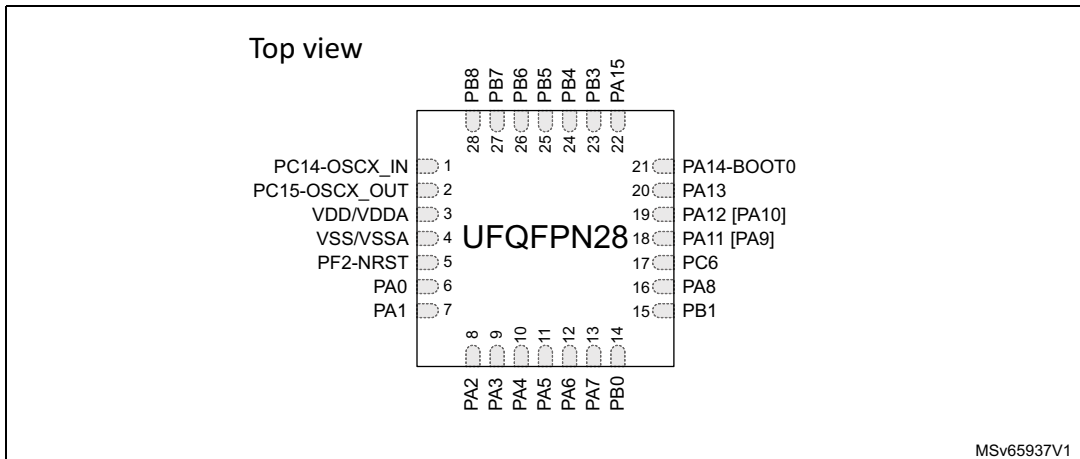 Top view
PB8
PB7
PB6
PB5
PB4
PB3
PA15
28
27
26
25
24
23
22
PC14-OSCX_IN 1
PC15-OSCX_OUT 2
VDD/VDDA 3
VSS/VSSA 4
PF2-NRST 5
PA0 6
PA1 7
UFQFPN28
21 PA14-BOOT0
20 PA13
19 PA12 [PA10]
18 PA11 [PA9]
17 PC6
16 PA8
15 PB1
8
9
10
11
12
13
14
PA2
PA3
PA4
PA5
PA6
PA7
PB0
MSv65937V1